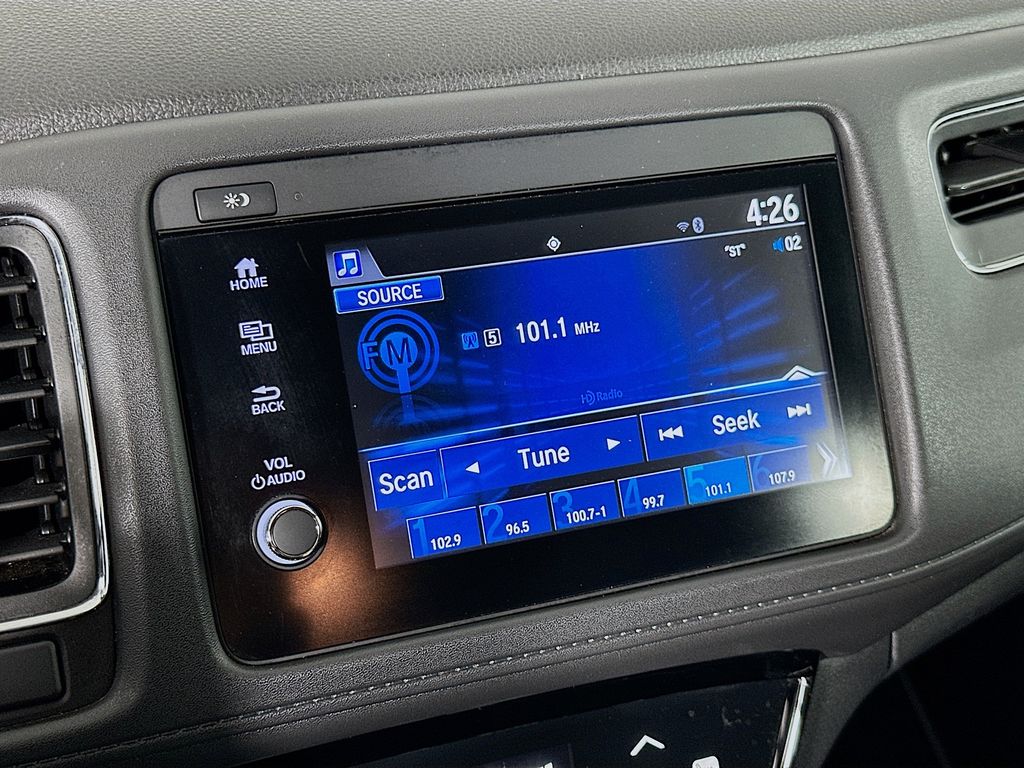 4:26
"ST" 02
HOME
SOURCE
MENU
FM 5 101.1 MHz
HD Radio
BACK
Scan Tune Seek
VOL
AUDIO
1 102.9 2 96.5 3 100.7-1 4 99.7 5 101.1 6 107.9